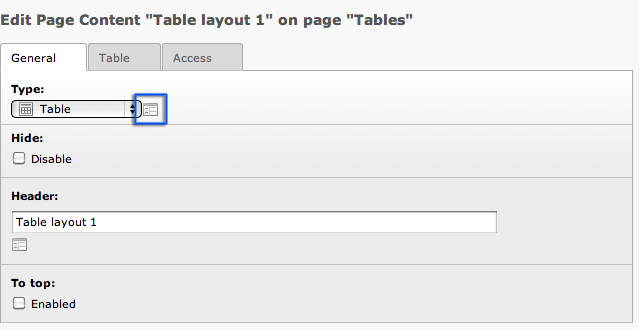 Edit Page Content "Table layout 1" on page "Tables"
General Table Access
Type:
Table
Hide:
Disable
Header:
Table layout 1
To top:
Enabled